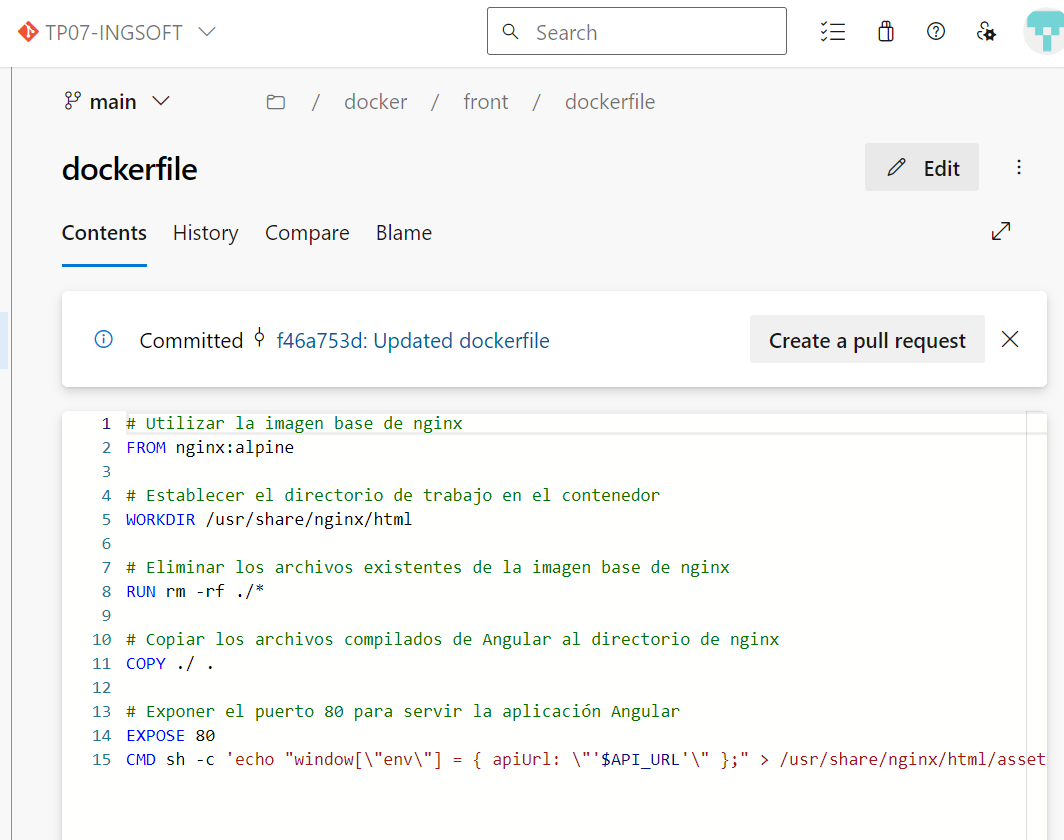 TP07-INGSOFT
Search
main
/ docker / front / dockerfile
dockerfile
Edit
Contents History Compare Blame
Committed f46a753d: Updated dockerfile
Create a pull request
1 # Utilizar la imagen base de nginx
2 FROM nginx:alpine
3
4 # Establecer el directorio de trabajo en el contenedor
5 WORKDIR /usr/share/nginx/html
6
7 # Eliminar los archivos existentes de la imagen base de nginx
8 RUN rm -rf ./*
9
10 # Copiar los archivos compilados de Angular al directorio de nginx
11 COPY ./ .
12
13 # Exponer el puerto 80 para servir la aplicación Angular
14 EXPOSE 80
15 CMD sh -c 'echo "window[\"env\"] = { apiUrl: \"'$API_URL'\" };" > /usr/share/nginx/html/asset